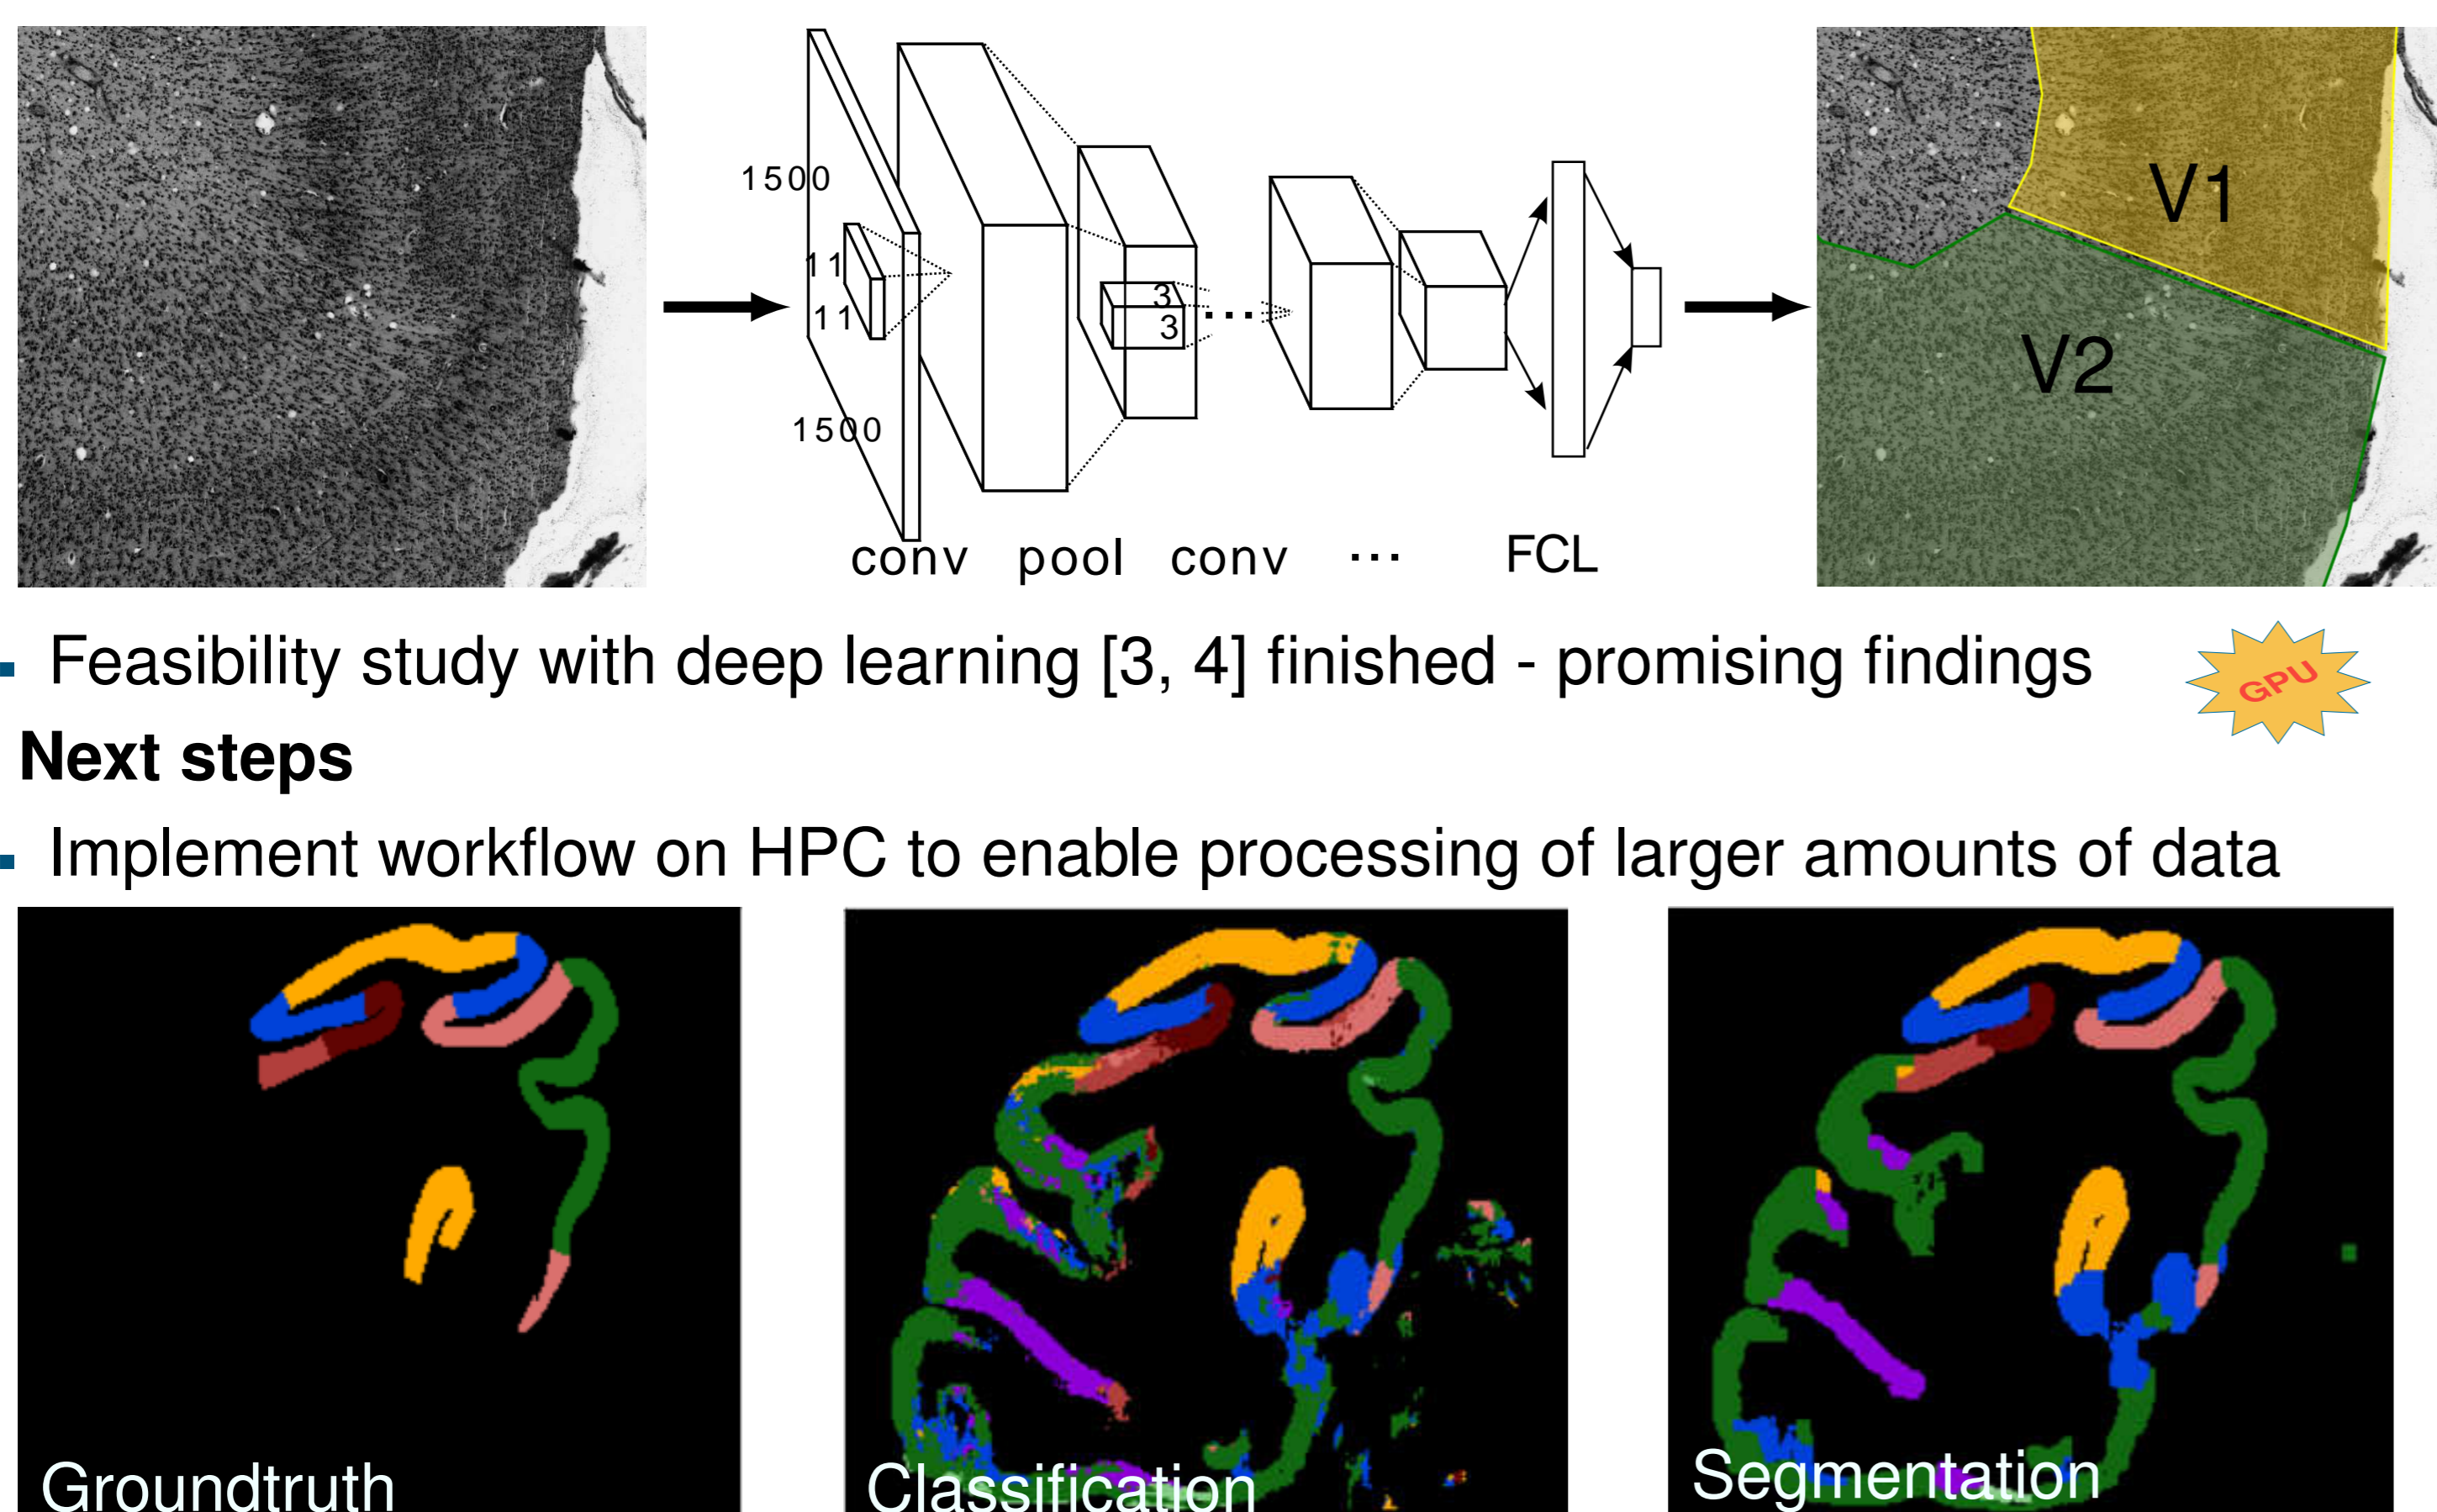 1500
11
11
1500
3
3
...
conv pool conv ... FCL
V1
V2
▪ Feasibility study with deep learning [3, 4] finished - promising findings
GPU
Next steps
▪ Implement workflow on HPC to enable processing of larger amounts of data
Groundtruth
Classification
Segmentation